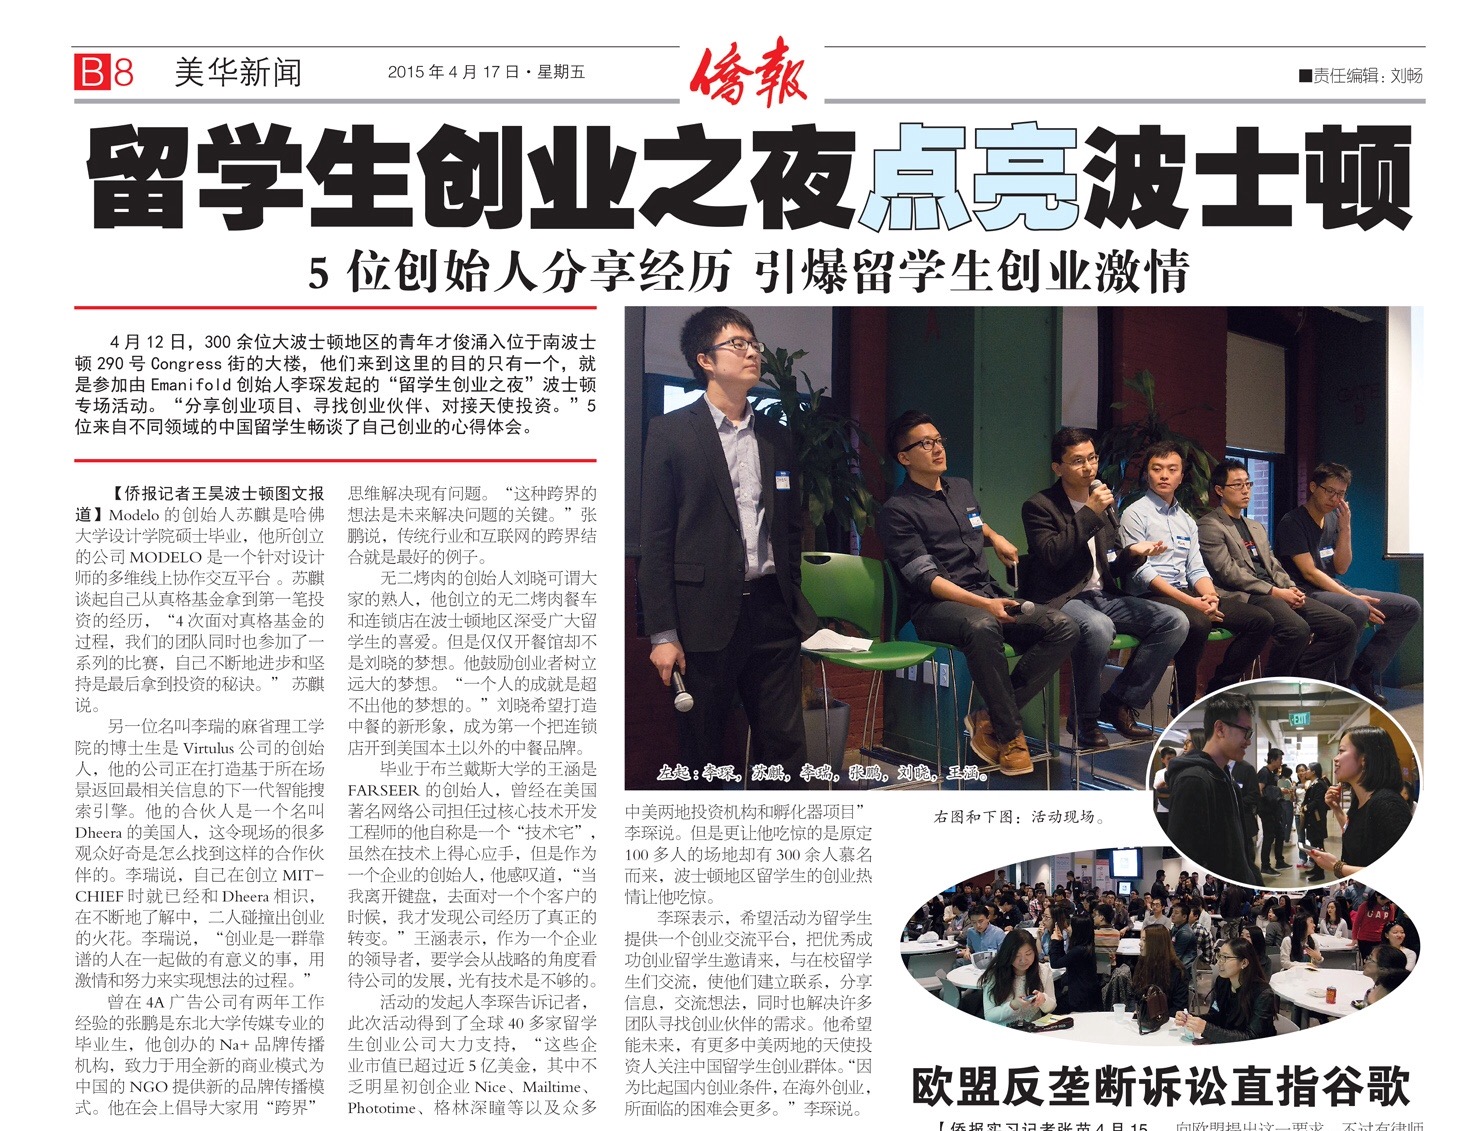 B8 美华新闻 2015年4月17日·星期五 僑報 ■责任编辑：刘畅
留学生创业之夜点亮波士顿
5 位创始人分享经历 引爆留学生创业激情
4月12日，300余位大波士顿地区的青年才俊涌入位于南波士
顿290号Congress街的大楼，他们来到这里的目的只有一个，就
是参加由Emanifold创始人李琛发起的“留学生创业之夜”波士顿
专场活动。“分享创业项目、寻找创业伙伴、对接天使投资。”5
位来自不同领域的中国留学生畅谈了自己创业的心得体会。
【侨报记者王昊波士顿图文报
道】Modelo 的创始人苏麒是哈佛
大学设计学院硕士毕业，他所创立
的公司 MODELO 是一个针对设计
师的多维线上协作交互平台 。苏麒
谈起自己从真格基金拿到第一笔投
资的经历，“4 次面对真格基金的
过程，我们的团队同时也参加了一
系列的比赛，自己不断地进步和坚
持是最后拿到投资的秘诀。” 苏麒
说。
另一位名叫李瑞的麻省理工学
院的博士生是 Virtulus 公司的创始
人，他的公司正在打造基于所在场
景返回最相关信息的下一代智能搜
索引擎。他的合伙人是一个名叫
Dheera 的美国人，这令现场的很多
观众好奇是怎么找到这样的合作伙
伴的。李瑞说，自己在创立 MIT-
CHIEF 时就已经和 Dheera 相识，
在不断地了解中，二人碰撞出创业
的火花。李瑞说，“创业是一群靠
谱的人在一起做的有意义的事，用
激情和努力来实现想法的过程。”
曾在 4A 广告公司有两年工作
经验的张鹏是东北大学传媒专业的
毕业生，他创办的 Na+ 品牌传播
机构，致力于用全新的商业模式为
中国的 NGO 提供新的品牌传播模
式。他在会上倡导大家用“跨界”
思维解决现有问题。“这种跨界的
想法是未来解决问题的关键。”张
鹏说，传统行业和互联网的跨界结
合就是最好的例子。
无二烤肉的创始人刘晓可谓大
家的熟人，他创立的无二烤肉餐车
和连锁店在波士顿地区深受广大留
学生的喜爱。但是仅仅开餐馆却不
是刘晓的梦想。他鼓励创业者树立
远大的梦想。“一个人的成就是超
不出他的梦想的。”刘晓希望打造
中餐的新形象，成为第一个把连锁
店开到美国本土以外的中餐品牌。
毕业于布兰戴斯大学的王涵是
FARSEER 的创始人，曾经在美国
著名网络公司担任过核心技术开发
工程师的他自称是一个“技术宅”，
虽然在技术上得心应手，但是作为
一个企业的创始人，他感叹道，“当
我离开键盘，去面对一个个客户的
时候，我才发现公司经历了真正的
转变。”王涵表示，作为一个企业
的领导者，要学会从战略的角度看
待公司的发展，光有技术是不够的。
活动的发起人李琛告诉记者，
此次活动得到了全球 40 多家留学
生创业公司大力支持，“这些企
业市值已超过近 5 亿美金，其中不
乏明星初创企业 Nice、Mailtime、
Phototime、格林深瞳等以及众多
左起：李琛，苏麒，李瑞，张鹏，刘晓，王涵。
中美两地投资机构和孵化器项目”
李琛说。但是更让他吃惊的是原定
100 多人的场地却有 300 余人慕名
而来，波士顿地区留学生的创业热
情让他吃惊。
李琛表示，希望活动为留学生
提供一个创业交流平台，把优秀成
功创业留学生邀请来，与在校留学
生们交流，使他们建立联系，分享
信息，交流想法，同时也解决许多
团队寻找创业伙伴的需求。他希望
能未来，有更多中美两地的天使投
资人关注中国留学生创业群体。“因
为比起国内创业条件，在海外创业，
所面临的困难会更多。”李琛说。
右图和下图：活动现场。
EXIT
GAP
欧盟反垄断诉讼直指谷歌
【侨报实习记者张苗4月15
向欧盟提出这一要求，不过有律师